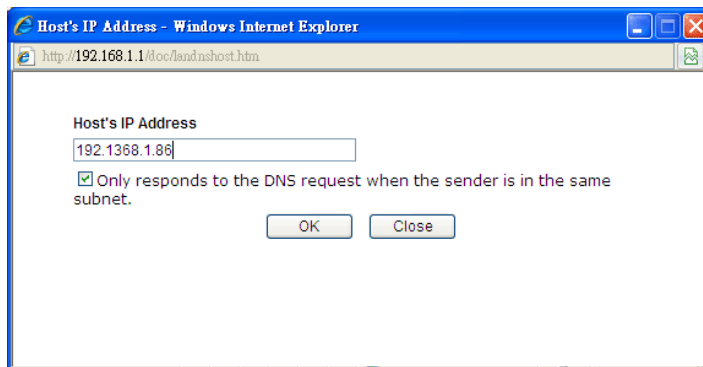 Host's IP Address - Windows Internet Explorer
http://192.168.1.1/doc/landnshost.htm
Host's IP Address
192.1368.1.86
Only responds to the DNS request when the sender is in the same
subnet.
OK Close